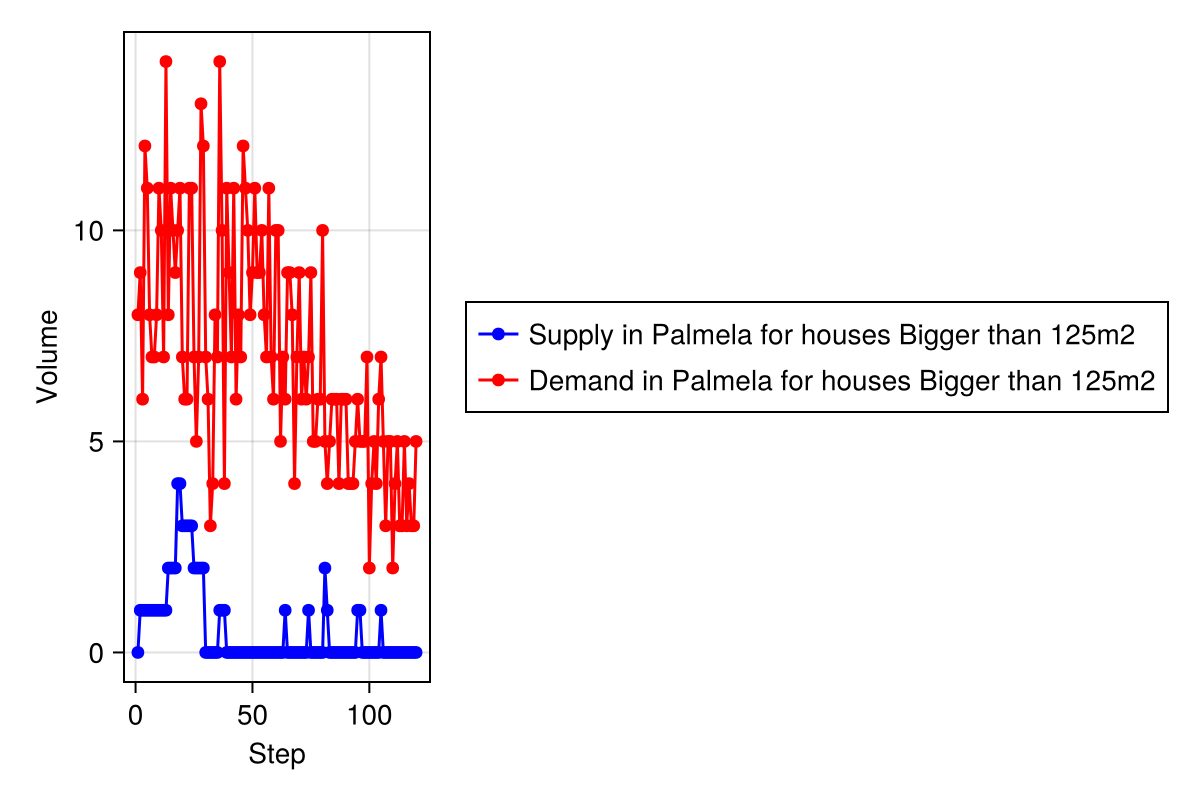 10
5
0
Volume
0 50 100
Step
Supply in Palmela for houses Bigger than 125m2
Demand in Palmela for houses Bigger than 125m2